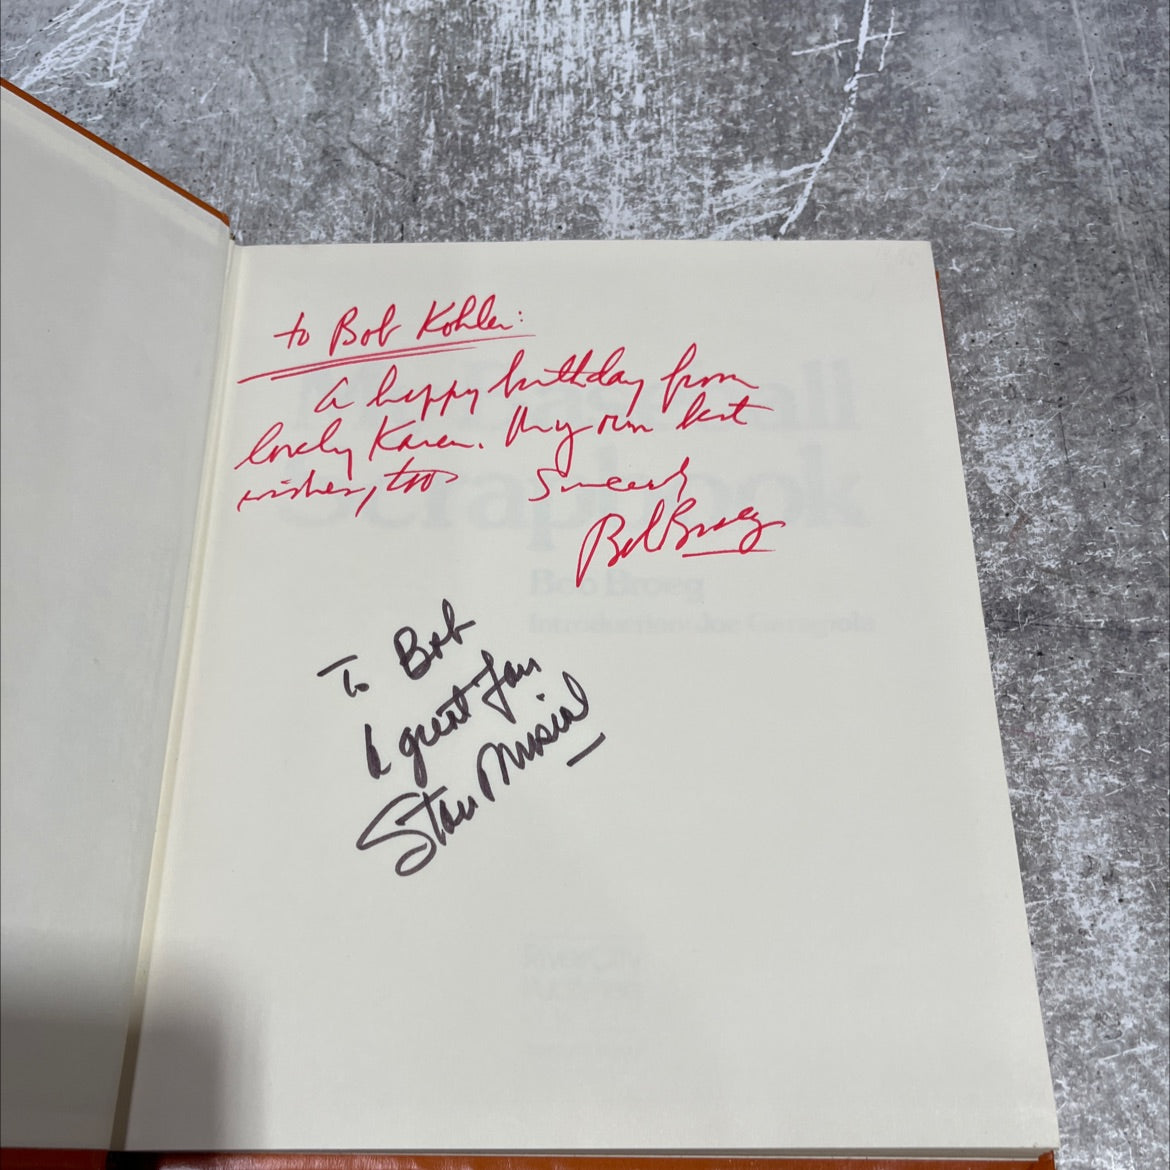 to Bob Kohler:
A happy birthday from
lovely Karen. My own best
wishes, too Sincerely
Bob Broeg
To Bob
A great fan
Stan Musial
My Baseball
Scrapbook
Bob Broeg
Introduction: Joe Garagiola